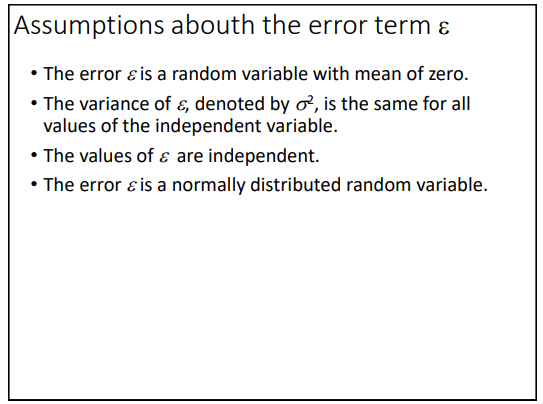 Assumptions abouth the error term ε
• The error ε is a random variable with mean of zero.
• The variance of ε, denoted by σ², is the same for all
values of the independent variable.
• The values of ε are independent.
• The error ε is a normally distributed random variable.